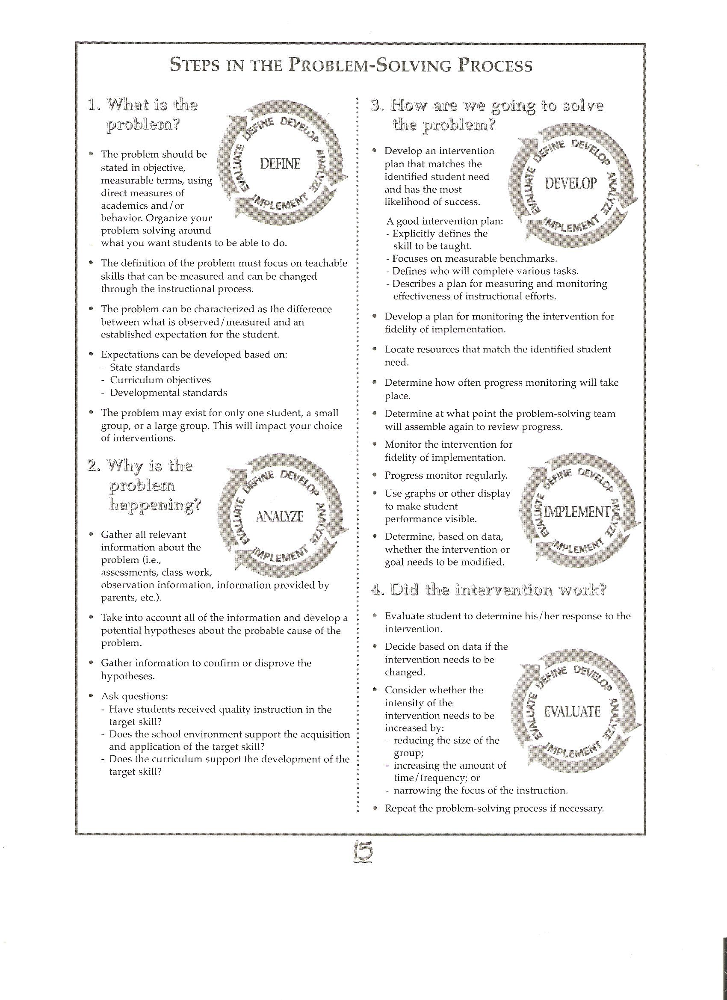 STEPS IN THE PROBLEM-SOLVING PROCESS
1. What is the
problem?
DEFINE DEVELOP ANALYZE IMPLEMENT EVALUATE
DEFINE
• The problem should be
stated in objective,
measurable terms, using
direct measures of
academics and/or
behavior. Organize your
problem solving around
what you want students to be able to do.
• The definition of the problem must focus on teachable
skills that can be measured and can be changed
through the instructional process.
• The problem can be characterized as the difference
between what is observed/measured and an
established expectation for the student.
• Expectations can be developed based on:
- State standards
- Curriculum objectives
- Developmental standards
• The problem may exist for only one student, a small
group, or a large group. This will impact your choice
of interventions.
2. Why is the
problem
happening?
DEFINE DEVELOP ANALYZE IMPLEMENT EVALUATE
ANALYZE
• Gather all relevant
information about the
problem (i.e.,
assessments, class work,
observation information, information provided by
parents, etc.).
• Take into account all of the information and develop a
potential hypotheses about the probable cause of the
problem.
• Gather information to confirm or disprove the
hypotheses.
• Ask questions:
- Have students received quality instruction in the
target skill?
- Does the school environment support the acquisition
and application of the target skill?
- Does the curriculum support the development of the
target skill?
3. How are we going to solve
the problem?
DEFINE DEVELOP ANALYZE IMPLEMENT EVALUATE
DEVELOP
• Develop an intervention
plan that matches the
identified student need
and has the most
likelihood of success.
A good intervention plan:
- Explicitly defines the
skill to be taught.
- Focuses on measurable benchmarks.
- Defines who will complete various tasks.
- Describes a plan for measuring and monitoring
effectiveness of instructional efforts.
• Develop a plan for monitoring the intervention for
fidelity of implementation.
• Locate resources that match the identified student
need.
• Determine how often progress monitoring will take
place.
• Determine at what point the problem-solving team
will assemble again to review progress.
• Monitor the intervention for
fidelity of implementation.
• Progress monitor regularly.
• Use graphs or other display
to make student
performance visible.
• Determine, based on data,
whether the intervention or
goal needs to be modified.
DEFINE DEVELOP ANALYZE IMPLEMENT EVALUATE
IMPLEMENT
4. Did the intervention work?
• Evaluate student to determine his/her response to the
intervention.
• Decide based on data if the
intervention needs to be
changed.
• Consider whether the
intensity of the
intervention needs to be
increased by:
- reducing the size of the
group;
- increasing the amount of
time/frequency; or
- narrowing the focus of the instruction.
• Repeat the problem-solving process if necessary.
DEFINE DEVELOP ANALYZE IMPLEMENT EVALUATE
EVALUATE
15